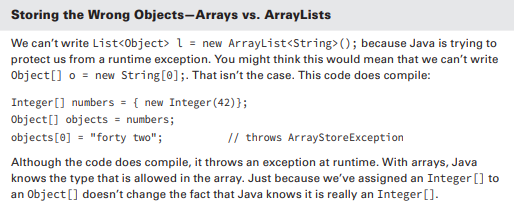 Storing the Wrong Objects—Arrays vs. ArrayLists
We can't write List<Object> l = new ArrayList<String>(); because Java is trying to
protect us from a runtime exception. You might think this would mean that we can't write
Object[] o = new String[0];. That isn't the case. This code does compile:
Integer[] numbers = { new Integer(42)};
Object[] objects = numbers;
objects[0] = "forty two"; // throws ArrayStoreException
Although the code does compile, it throws an exception at runtime. With arrays, Java
knows the type that is allowed in the array. Just because we've assigned an Integer[] to
an Object[] doesn't change the fact that Java knows it is really an Integer[].